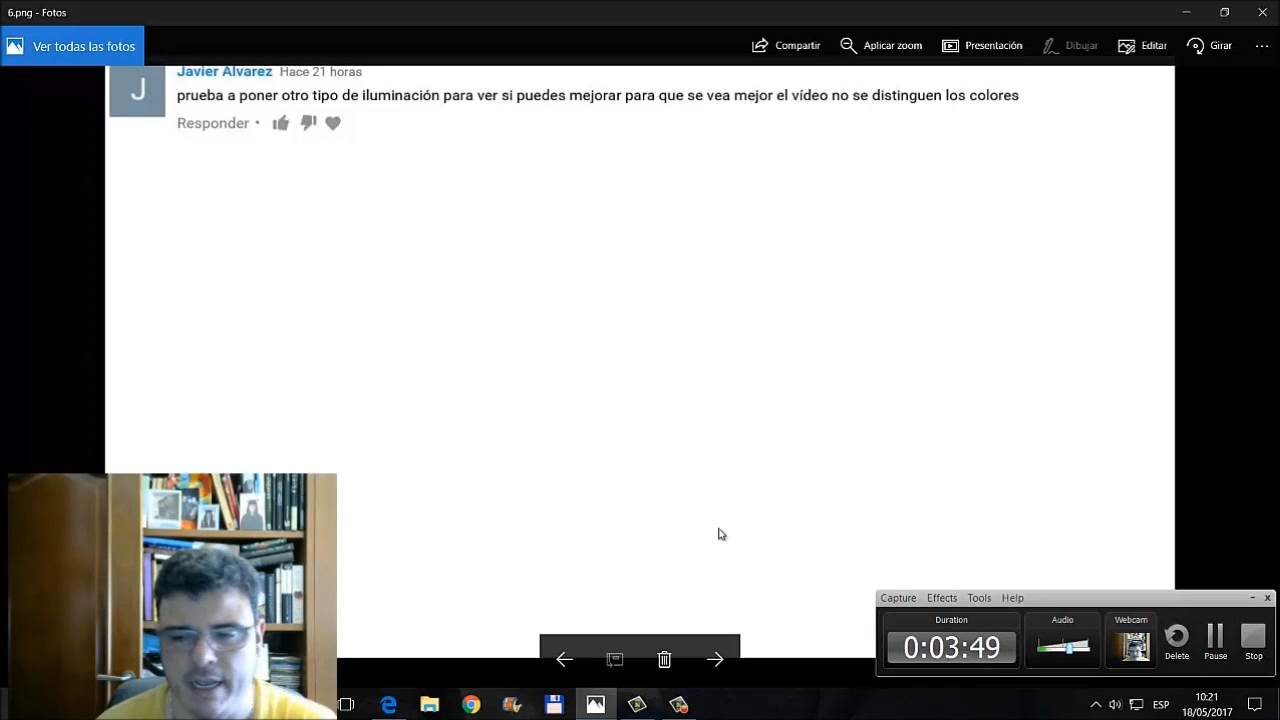 6.png - Fotos
Ver todas las fotos
Compartir
Aplicar zoom
Presentación
Dibujar
Editar
Girar
J
Javier Alvarez Hace 21 horas
prueba a poner otro tipo de iluminación para ver si puedes mejorar para que se vea mejor el vídeo no se distinguen los colores
Responder •
Capture Effects Tools Help
Duration
0:03:49
Audio
Webcam
Delete
Pause
Stop
ESP
10:21
18/05/2017